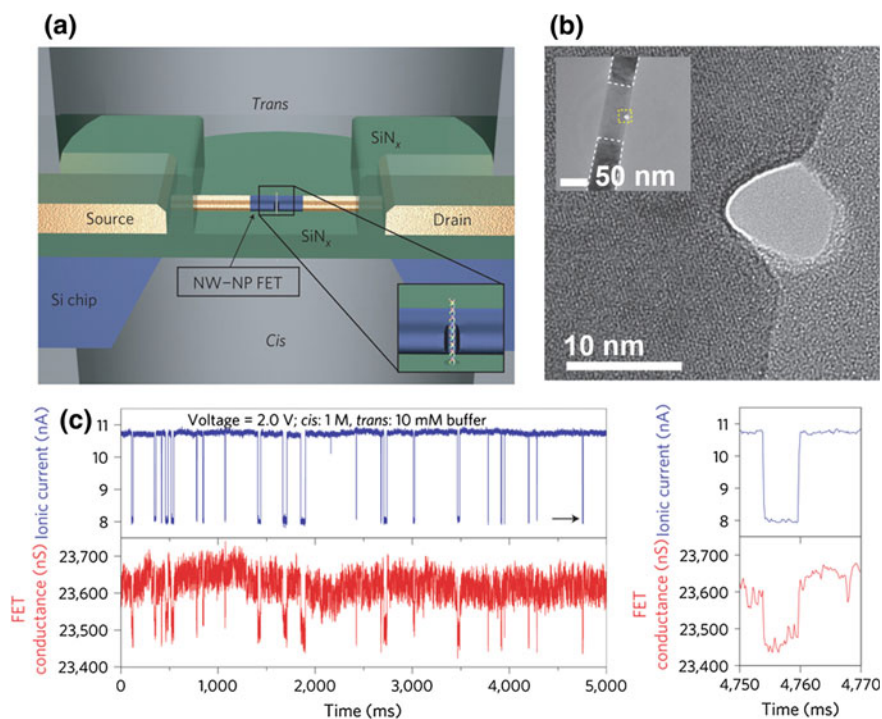 (a)
Trans
SiNx
Source
Drain
SiNx
NW–NP FET
Si chip
Cis
(b)
50 nm
10 nm
(c)
Voltage = 2.0 V; cis: 1 M, trans: 10 mM buffer
Ionic current (nA)
11
10
9
8
FET
conductance (nS)
23,700
23,600
23,500
23,400
0
1,000
2,000
3,000
4,000
5,000
Time (ms)
Ionic current (nA)
11
10
9
8
FET
conductance (nS)
23,700
23,600
23,500
23,400
4,750
4,760
4,770
Time (ms)